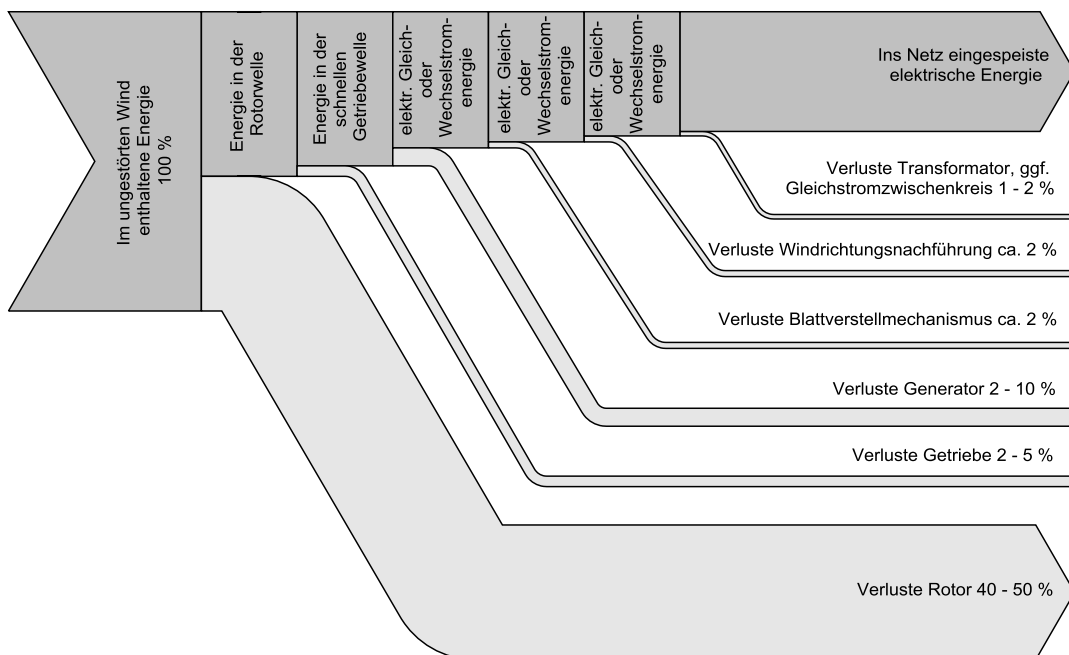 Im ungestörten Wind
enthaltene Energie
100 %
Energie in der
Rotorwelle
Energie in der
schnellen
Getriebewelle
elektr. Gleich-
oder
Wechselstrom-
energie
elektr. Gleich-
oder
Wechselstrom-
energie
elektr. Gleich-
oder
Wechselstrom-
energie
Ins Netz eingespeiste
elektrische Energie
Verluste Transformator, ggf.
Gleichstromzwischenkreis 1 - 2 %
Verluste Windrichtungsnachführung ca. 2 %
Verluste Blattverstellmechanismus ca. 2 %
Verluste Generator 2 - 10 %
Verluste Getriebe 2 - 5 %
Verluste Rotor 40 - 50 %